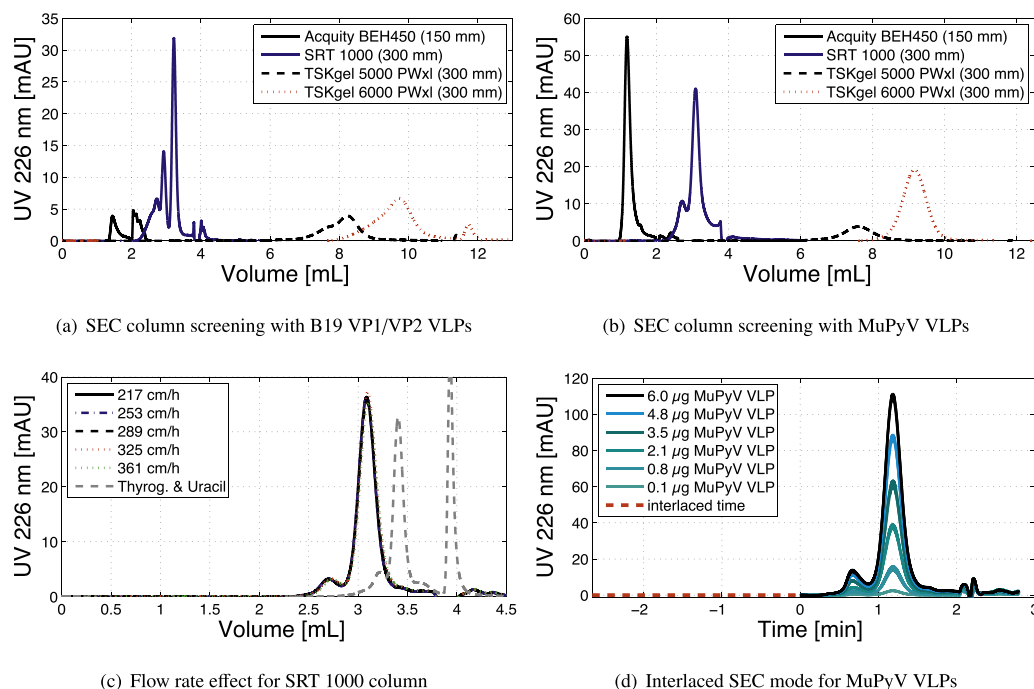 UV 226 nm [mAU]
35
30
25
20
15
10
5
0
Acquity BEH450 (150 mm)
SRT 1000 (300 mm)
TSKgel 5000 PWxl (300 mm)
TSKgel 6000 PWxl (300 mm)
0 2 4 6 8 10 12
Volume [mL]
(a) SEC column screening with B19 VP1/VP2 VLPs
UV 226 nm [mAU]
60
50
40
30
20
10
0
Acquity BEH450 (150 mm)
SRT 1000 (300 mm)
TSKgel 5000 PWxl (300 mm)
TSKgel 6000 PWxl (300 mm)
0 2 4 6 8 10 12
Volume [mL]
(b) SEC column screening with MuPyV VLPs
UV 226 nm [mAU]
40
30
20
10
0
217 cm/h
253 cm/h
289 cm/h
325 cm/h
361 cm/h
Thyrog. & Uracil
0 0.5 1 1.5 2 2.5 3 3.5 4 4.5
Volume [mL]
(c) Flow rate effect for SRT 1000 column
UV 226 nm [mAU]
120
100
80
60
40
20
0
6.0 µg MuPyV VLP
4.8 µg MuPyV VLP
3.5 µg MuPyV VLP
2.1 µg MuPyV VLP
0.8 µg MuPyV VLP
0.1 µg MuPyV VLP
interlaced time
-2 -1 0 1 2 3
Time [min]
(d) Interlaced SEC mode for MuPyV VLPs